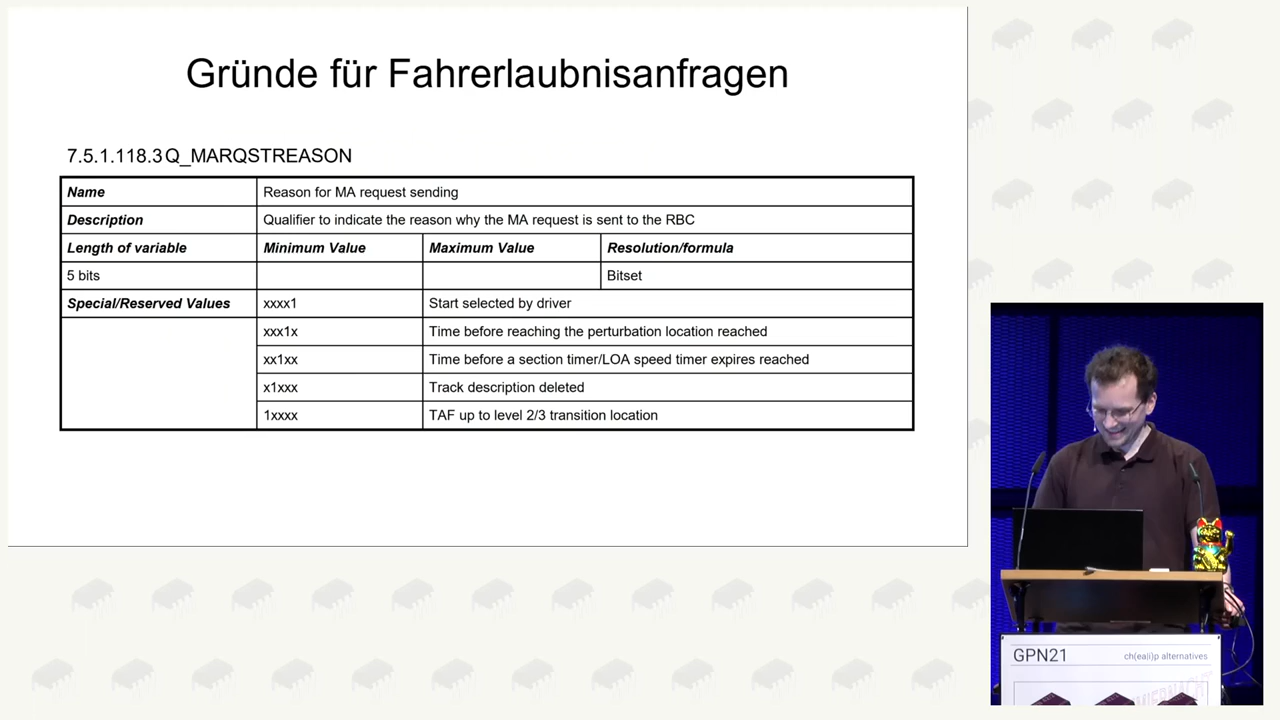 Gründe für Fahrerlaubnisanfragen
7.5.1.118.3 Q_MARQSTREASON
Name Reason for MA request sending
Description Qualifier to indicate the reason why the MA request is sent to the RBC
Length of variable Minimum Value Maximum Value Resolution/formula
5 bits Bitset
Special/Reserved Values xxxx1 Start selected by driver
xxx1x Time before reaching the perturbation location reached
xx1xx Time before a section timer/LOA speed timer expires reached
x1xxx Track description deleted
1xxxx TAF up to level 2/3 transition location
GPN21 ch(ea|i)p alternatives